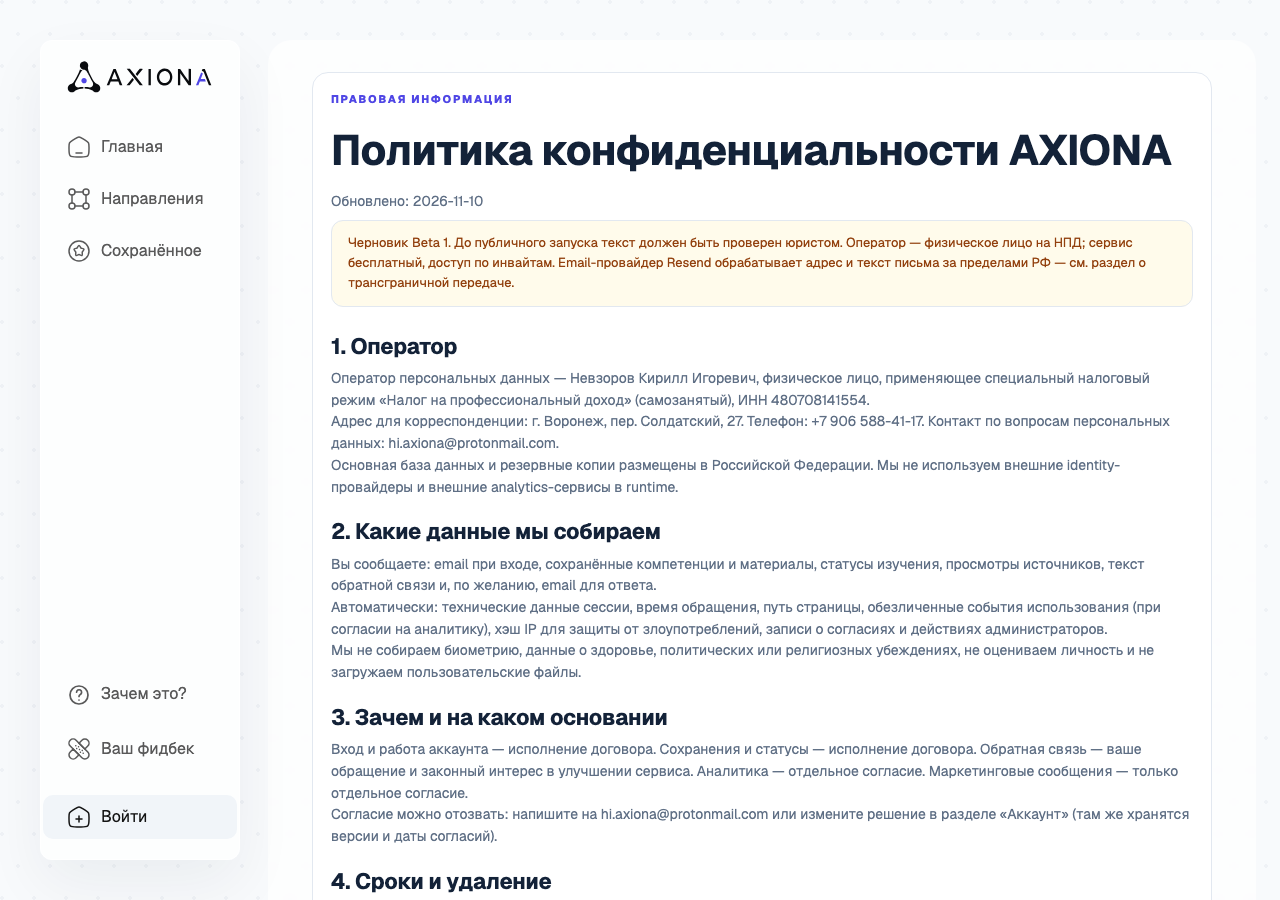 AXIONA
Главная
Направления
Сохранённое
Зачем это?
Ваш фидбек
Войти
ПРАВОВАЯ ИНФОРМАЦИЯ
Политика конфиденциальности AXIONA
Обновлено: 2026-11-10
Черновик Beta 1. До публичного запуска текст должен быть проверен юристом. Оператор — физическое лицо на НПД; сервис
бесплатный, доступ по инвайтам. Email-провайдер Resend обрабатывает адрес и текст письма за пределами РФ — см. раздел о
трансграничной передаче.
1. Оператор
Оператор персональных данных — Невзоров Кирилл Игоревич, физическое лицо, применяющее специальный налоговый
режим «Налог на профессиональный доход» (самозанятый), ИНН 480708141554.
Адрес для корреспонденции: г. Воронеж, пер. Солдатский, 27. Телефон: +7 906 588-41-17. Контакт по вопросам персональных
данных: hi.axiona@protonmail.com.
Основная база данных и резервные копии размещены в Российской Федерации. Мы не используем внешние identity-
провайдеры и внешние analytics-сервисы в runtime.
2. Какие данные мы собираем
Вы сообщаете: email при входе, сохранённые компетенции и материалы, статусы изучения, просмотры источников, текст
обратной связи и, по желанию, email для ответа.
Автоматически: технические данные сессии, время обращения, путь страницы, обезличенные события использования (при
согласии на аналитику), хэш IP для защиты от злоупотреблений, записи о согласиях и действиях администраторов.
Мы не собираем биометрию, данные о здоровье, политических или религиозных убеждениях, не оцениваем личность и не
загружаем пользовательские файлы.
3. Зачем и на каком основании
Вход и работа аккаунта — исполнение договора. Сохранения и статусы — исполнение договора. Обратная связь — ваше
обращение и законный интерес в улучшении сервиса. Аналитика — отдельное согласие. Маркетинговые сообщения — только
отдельное согласие.
Согласие можно отозвать: напишите на hi.axiona@protonmail.com или измените решение в разделе «Аккаунт» (там же хранятся
версии и даты согласий).
4. Сроки и удаление